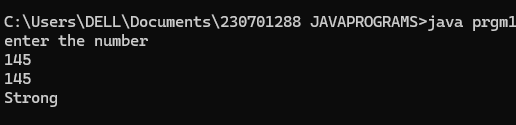 C:\Users\DELL\Documents\230701288 JAVAPROGRAMS>java prgm1
enter the number
145
145
Strong